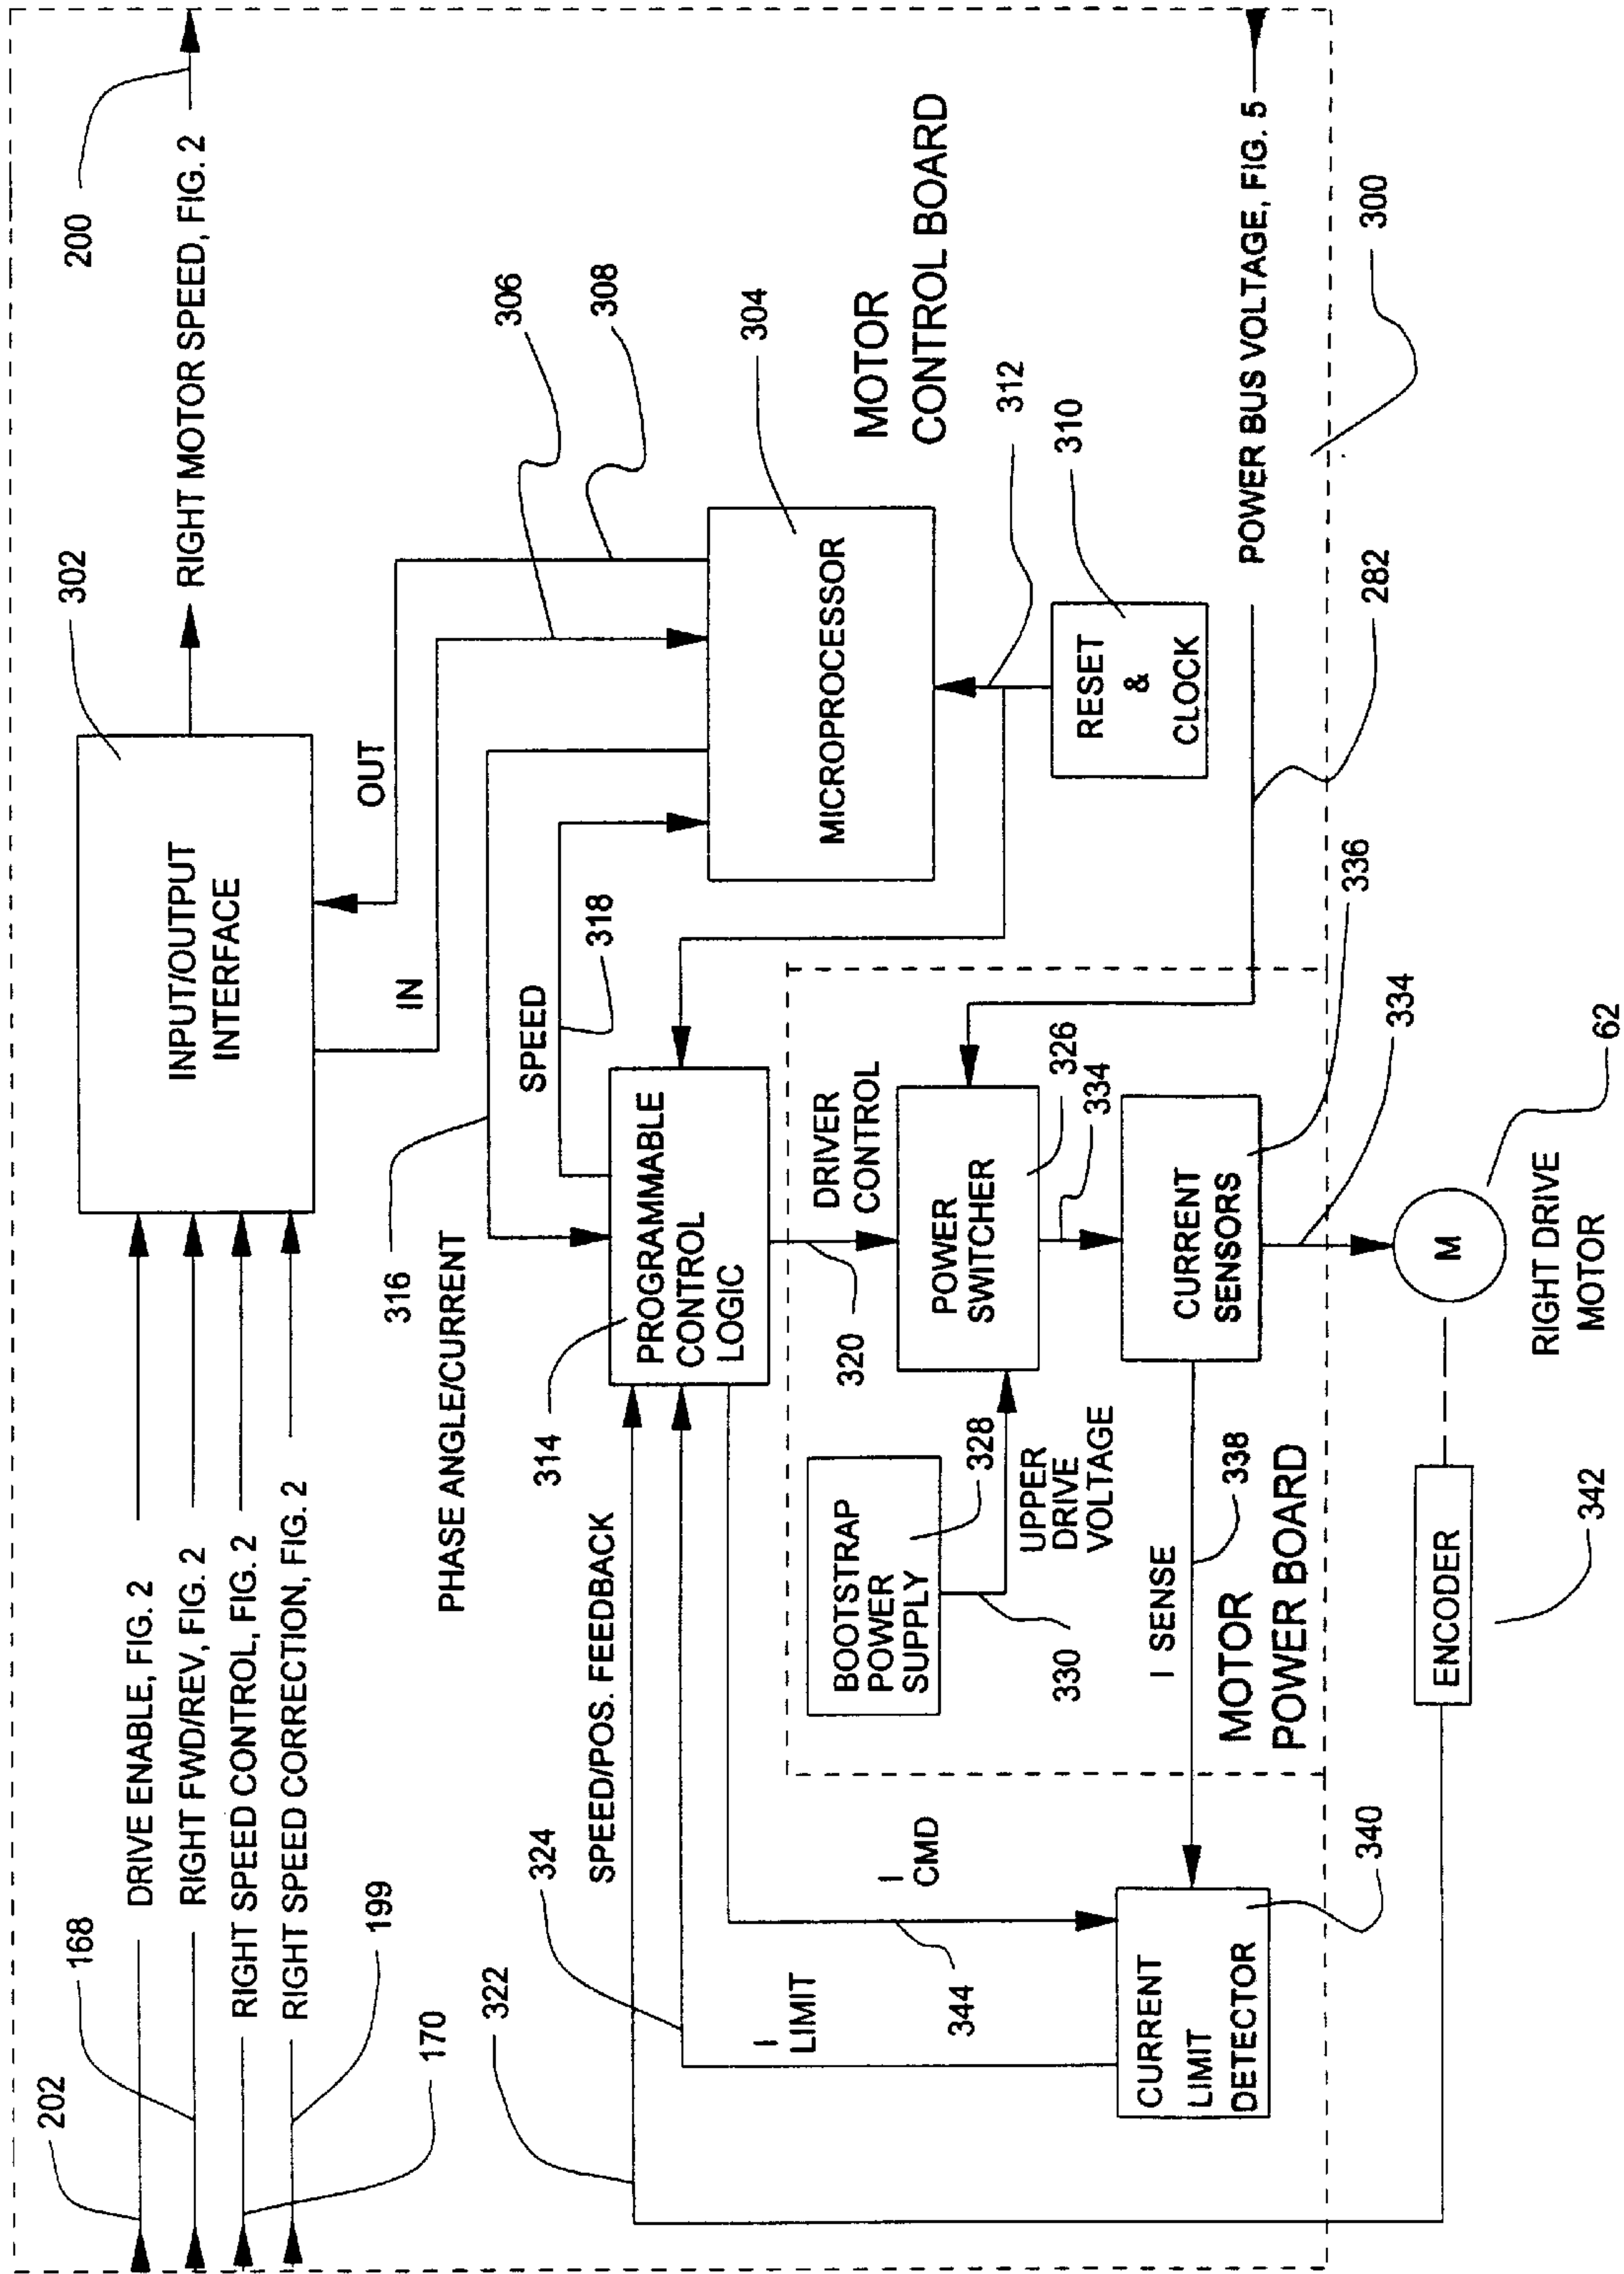 202
DRIVE ENABLE, FIG. 2
168
RIGHT FWD/REV, FIG. 2
170
RIGHT SPEED CONTROL, FIG. 2
199
RIGHT SPEED CORRECTION, FIG. 2
302
INPUT/OUTPUT
INTERFACE
200
RIGHT MOTOR SPEED, FIG. 2
OUT
IN
306
308
316
PHASE ANGLE/CURRENT
SPEED
318
304
MICROPROCESSOR
MOTOR
CONTROL BOARD
312
310
RESET
&
CLOCK
322
324
SPEED/POS. FEEDBACK
314
PROGRAMMABLE
CONTROL
LOGIC
I
LIMIT
I
CMD
344
320
DRIVER
CONTROL
BOOTSTRAP
POWER
SUPPLY
328
330
UPPER
DRIVE
VOLTAGE
POWER
SWITCHER
326
334
POWER BUS VOLTAGE, FIG. 5
282
300
CURRENT
SENSORS
336
I SENSE
338
MOTOR
POWER BOARD
CURRENT
LIMIT
DETECTOR
340
334
ENCODER
342
M
62
RIGHT DRIVE
MOTOR